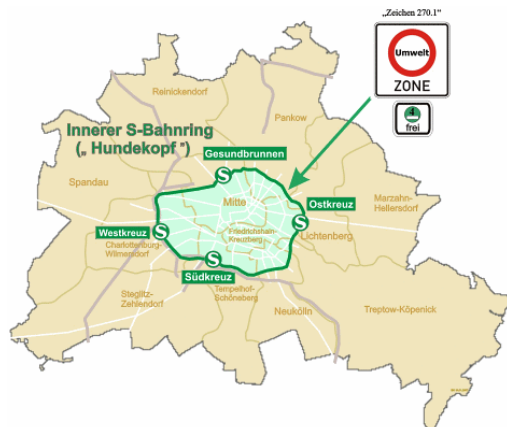 „Zeichen 270.1"
Umwelt
ZONE
4
frei
Reinickendorf
Pankow
Innerer S-Bahnring
(„ Hundekopf ")
Gesundbrunnen
S
Spandau
Mitte
Ostkreuz
Marzahn-
Hellersdorf
S
Westkreuz
S
Friedrichshain-
Kreuzberg
Lichtenberg
Charlottenburg-
Wilmersdorf
S
Südkreuz
Steglitz-
Zehlendorf
Tempelhof-
Schöneberg
Neukölln
Treptow-Köpenick